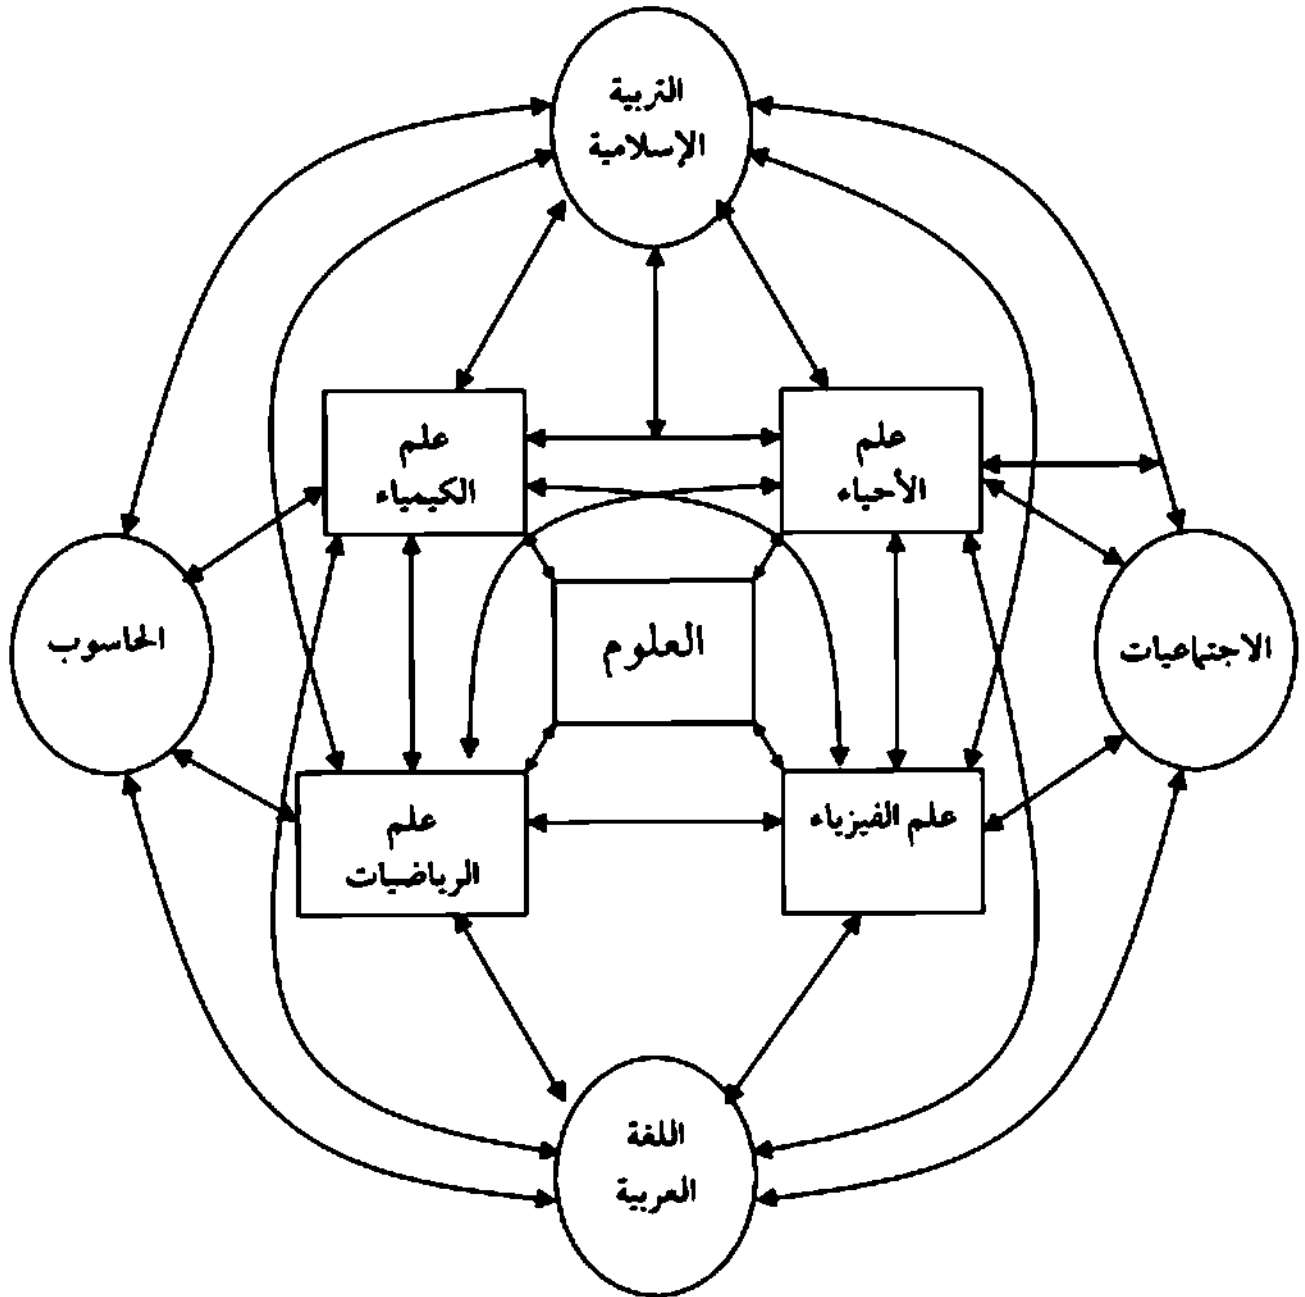 التربية
الإسلامية
علم
الأحياء
علم
الكيمياء
الاجتماعيات
العلوم
الحاسوب
علم الفيزياء
علم
الرياضيات
اللغة
العربية